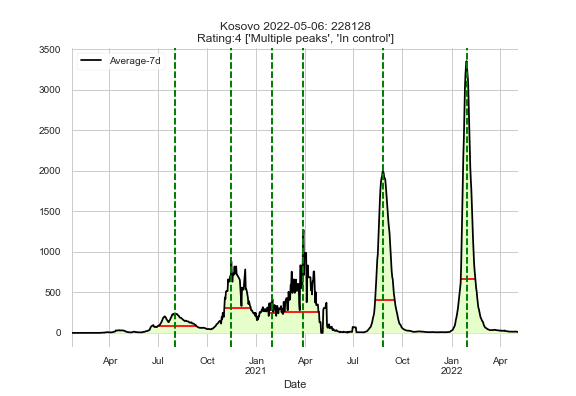 Kosovo 2022-05-06: 228128
Rating:4 ['Multiple peaks', 'In control']
Average-7d
3500
3000
2500
2000
1500
1000
500
0
Apr Jul Oct Jan Apr Jul Oct Jan Apr
2021 2022
Date